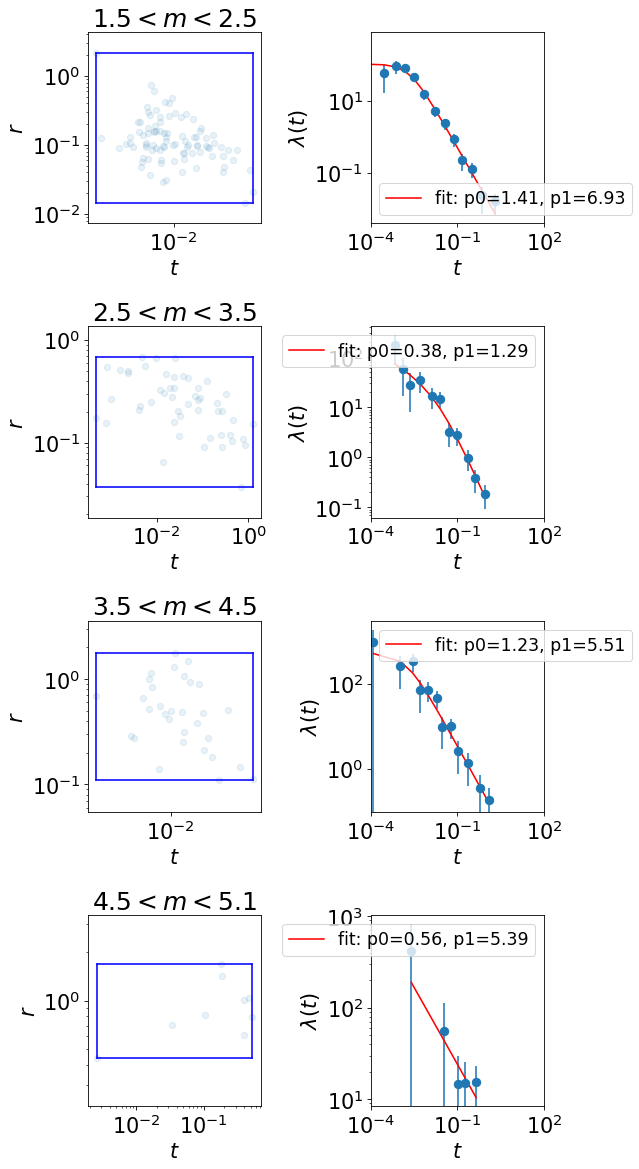 1.5 < m < 2.5
10⁰
10⁻¹
10⁻²
r
10⁻²
t
10¹
10⁻¹
λ(t)
fit: p0=1.41, p1=6.93
10⁻⁴
10⁻¹
10²
t
2.5 < m < 3.5
10⁰
10⁻¹
r
10⁻²
10⁰
t
fit: p0=0.38, p1=1.29
10²
10¹
10⁰
10⁻¹
λ(t)
10⁻⁴
10⁻¹
10²
t
3.5 < m < 4.5
10⁰
10⁻¹
r
10⁻²
t
fit: p0=1.23, p1=5.51
10²
10⁰
λ(t)
10⁻⁴
10⁻¹
10²
t
4.5 < m < 5.1
10⁰
r
10⁻²
10⁻¹
t
10³
fit: p0=0.56, p1=5.39
10²
10¹
λ(t)
10⁻⁴
10⁻¹
10²
t